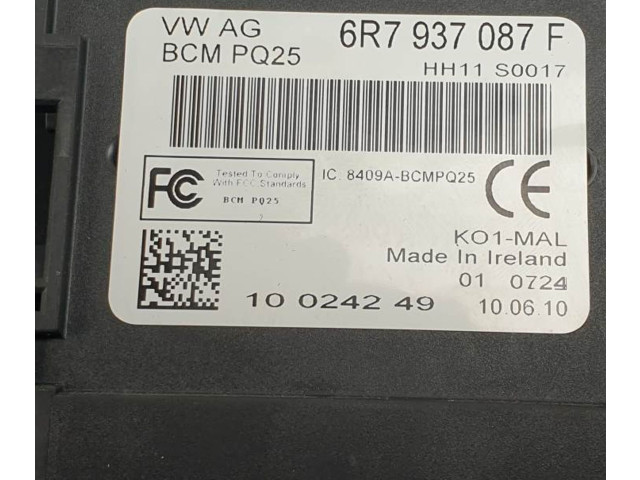 VW AG
BCM PQ25
6R7 937 087 F
HH11 S0017
FC
Tested To Comply
With FCC Standards
BCM PQ25
IC: 8409A-BCMPQ25
CE
KO1-MAL
Made In Ireland
01 0724
10 0242 49
10.06.10